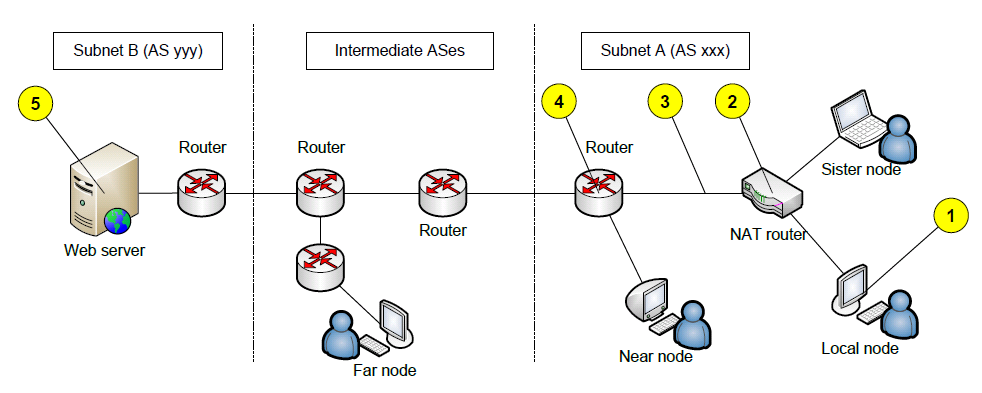 Subnet B (AS yyy)
Intermediate ASes
Subnet A (AS xxx)
5
4
3
2
Router
Router
Router
Sister node
1
Web server
Router
NAT router
Near node
Local node
Far node